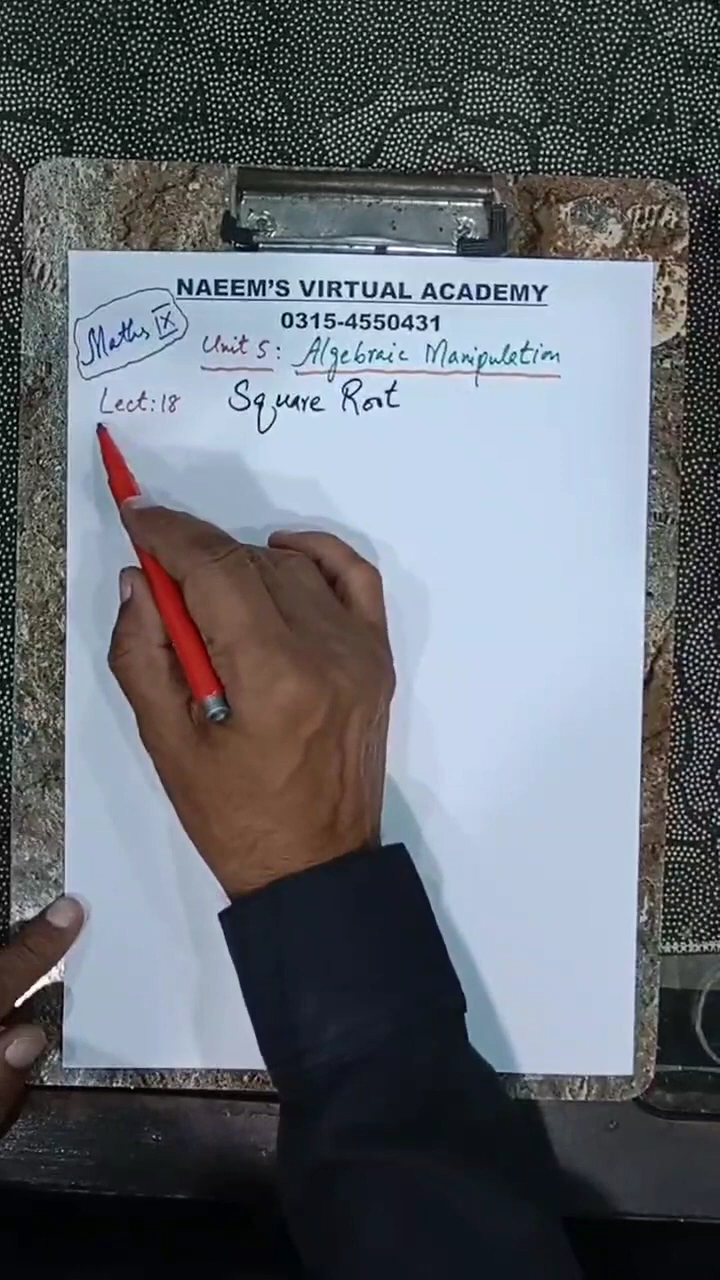 NAEEM'S VIRTUAL ACADEMY
0315-4550431
Maths IX
Unit 5: Algebraic Manipulation
Lect: 18 Square Root